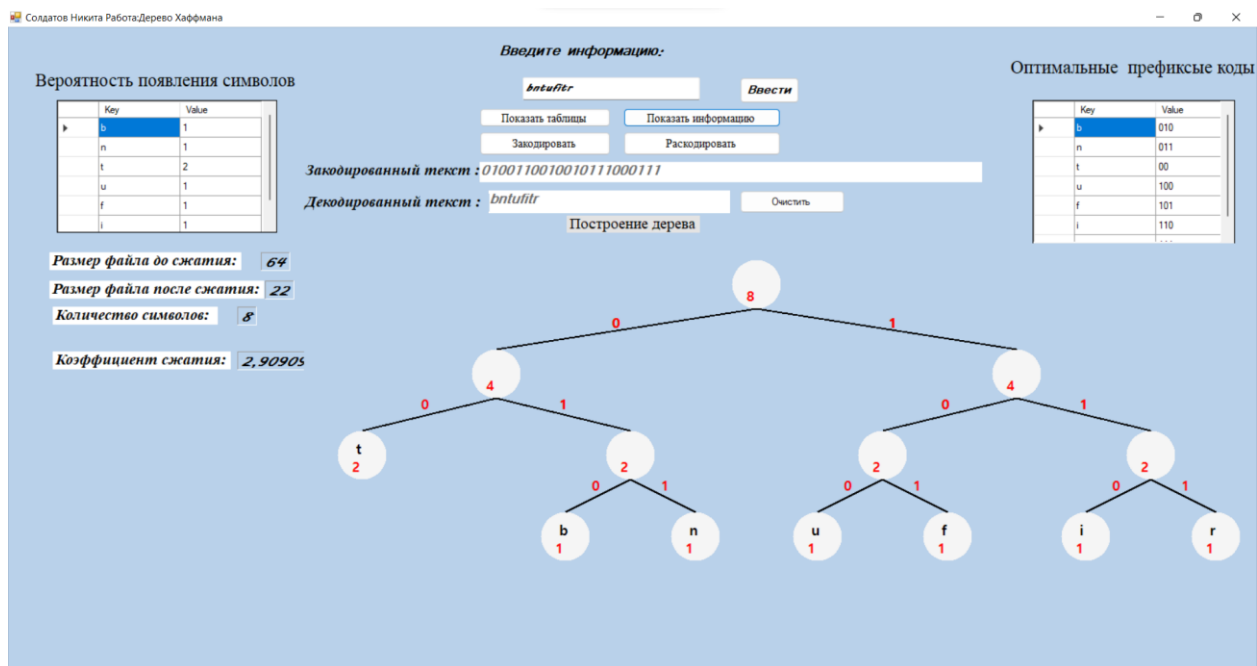 Солдатов Никита Работа:Дерево Хаффмана
Введите информацию:
Вероятность появления символов
Оптимальные префиксые коды
bntufitr
Ввести
Key Value
b 1
n 1
t 2
u 1
f 1
i 1
Показать таблицы
Показать информацию
Закодировать
Раскодировать
Key Value
b 010
n 011
t 00
u 100
f 101
i 110
Закодированный текст : 0100110010010111000111
Декодированный текст : bntufitr
Очистить
Построение дерева
Размер файла до сжатия: 64
Размер файла после сжатия: 22
Количество символов: 8
Коэффициент сжатия: 2,90909
8
0 1
4 4
0 1 0 1
t
2 2 2 2
0 1 0 1 0 1
b n u f i r
1 1 1 1 1 1